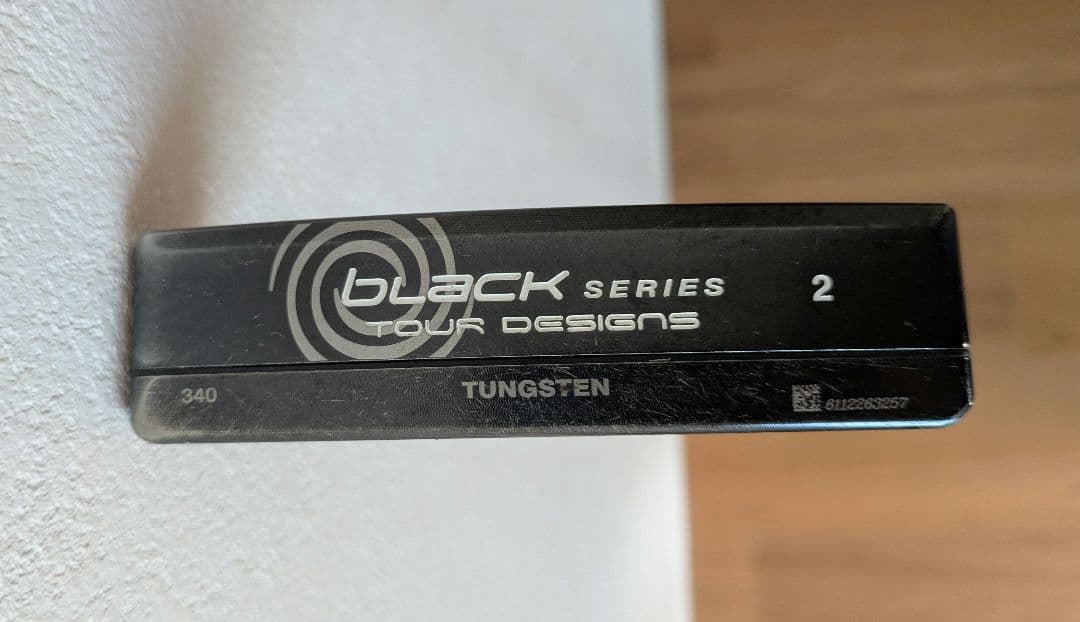 black SERIES 2
TOUR DESIGNS
340 TUNGSTEN 6112263257